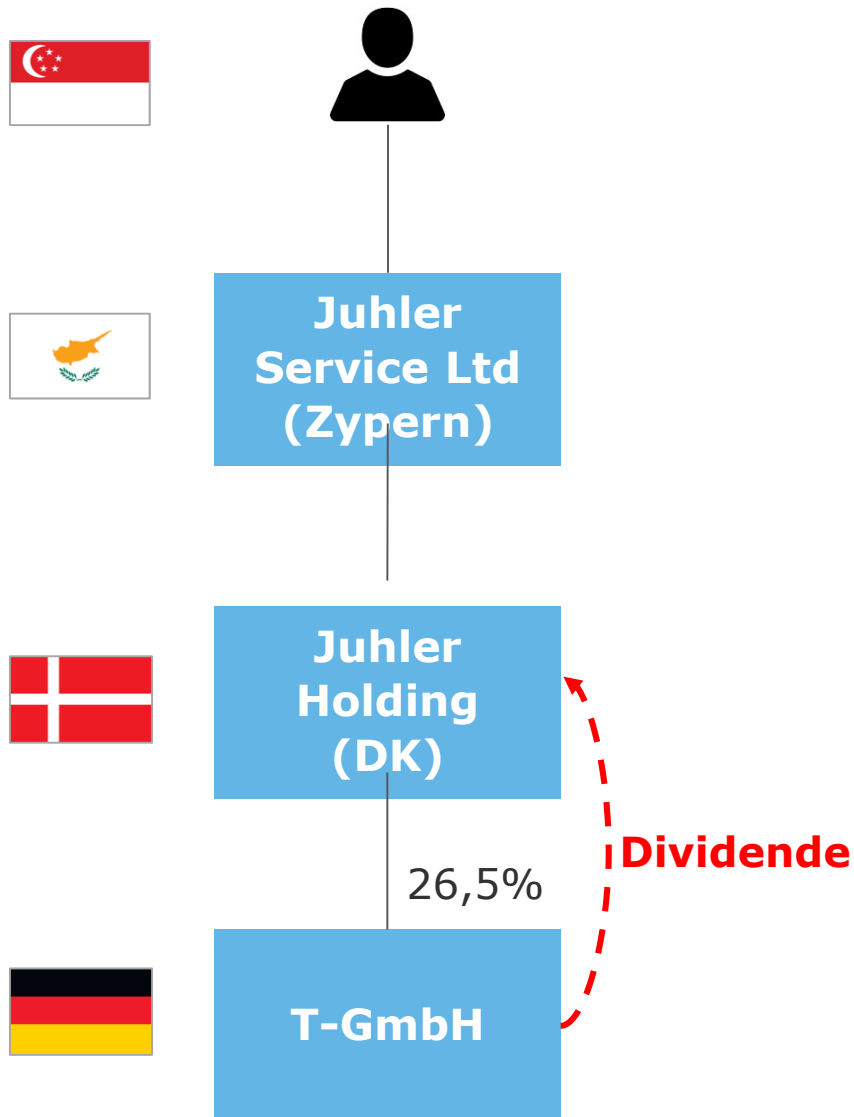 Juhler
Service Ltd
(Zypern)
Juhler
Holding
(DK)
Dividende
26,5%
T-GmbH